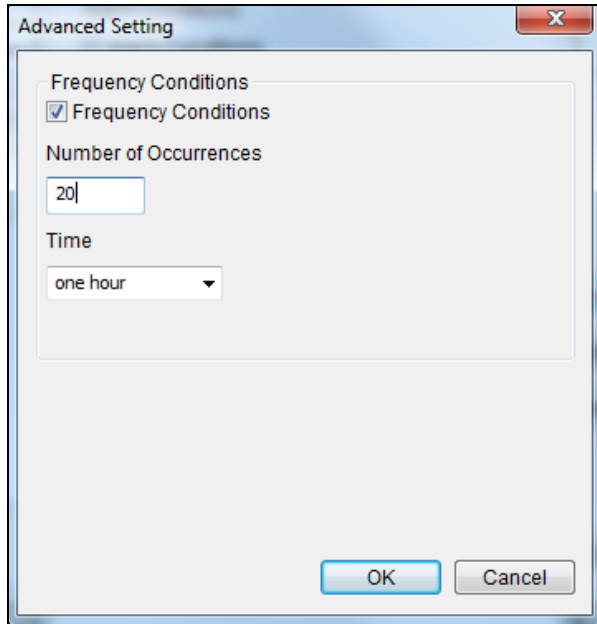 Advanced Setting
Frequency Conditions
Frequency Conditions
Number of Occurrences
20
Time
one hour
OK
Cancel